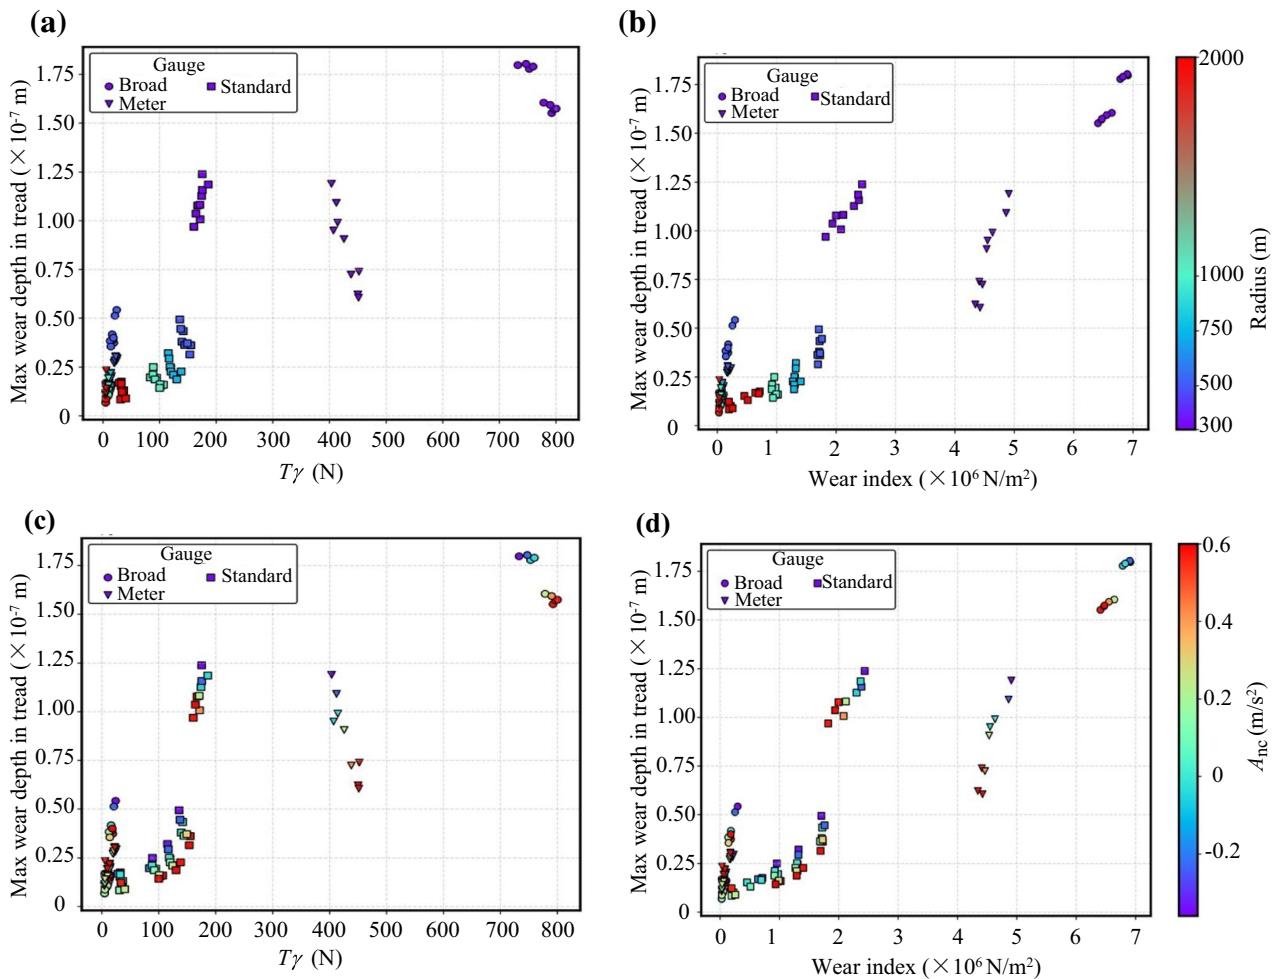 (a)
Gauge
Broad
Standard
Meter
Max wear depth in tread (×10⁻⁷ m)
1.75
1.50
1.25
1.00
0.75
0.50
0.25
0
0 100 200 300 400 500 600 700 800
Tγ (N)
(b)
Gauge
Broad
Standard
Meter
Max wear depth in tread (×10⁻⁷ m)
1.75
1.50
1.25
1.00
0.75
0.50
0.25
0
0 1 2 3 4 5 6 7
Wear index (×10⁶ N/m²)
2000
1000
750
500
300
Radius (m)
(c)
Gauge
Broad
Standard
Meter
Max wear depth in tread (×10⁻⁷ m)
1.75
1.50
1.25
1.00
0.75
0.50
0.25
0
0 100 200 300 400 500 600 700 800
Tγ (N)
(d)
Gauge
Broad
Standard
Meter
Max wear depth in tread (×10⁻⁷ m)
1.75
1.50
1.25
1.00
0.75
0.50
0.25
0
0 1 2 3 4 5 6 7
Wear index (×10⁶ N/m²)
0.6
0.4
0.2
0
-0.2
Anc (m/s²)